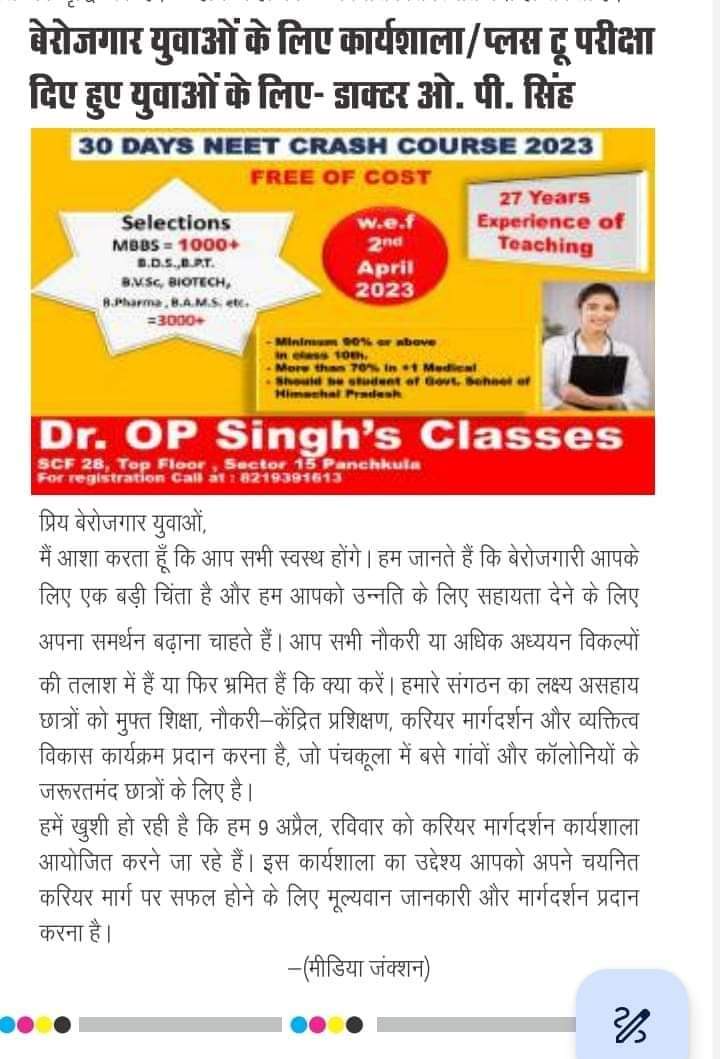 बेरोजगार युवाओं के लिए कार्यशाला/प्लस टू परीक्षा
दिए हुए युवाओं के लिए- डाक्टर ओ. पी. सिंह
30 DAYS NEET CRASH COURSE 2023
FREE OF COST
Selections
MBBS = 1000+
B.D.S.,B.P.T.
B.V.Sc, BIOTECH,
B.Pharma, B.A.M.S. etc.
=3000+
w.e.f
2nd
April
2023
27 Years
Experience of
Teaching
- Minimum 90% or above
in class 10th.
- More than 70% in +1 Medical
- Should be student of Govt. School of
Himachal Pradesh
Dr. OP Singh's Classes
SCF 28, Top Floor , Sector 15 Panchkula
For registration Call at : 8219391613
प्रिय बेरोजगार युवाओं,
मैं आशा करता हूँ कि आप सभी स्वस्थ होंगे। हम जानते हैं कि बेरोजगारी आपके
लिए एक बड़ी चिंता है और हम आपको उन्नति के लिए सहायता देने के लिए
अपना समर्थन बढ़ाना चाहते हैं। आप सभी नौकरी या अधिक अध्ययन विकल्पों
की तलाश में हैं या फिर भ्रमित हैं कि क्या करें। हमारे संगठन का लक्ष्य असहाय
छात्रों को मुफ्त शिक्षा, नौकरी–केंद्रित प्रशिक्षण, करियर मार्गदर्शन और व्यक्तित्व
विकास कार्यक्रम प्रदान करना है, जो पंचकूला में बसे गांवों और कॉलोनियों के
जरूरतमंद छात्रों के लिए है।
हमें खुशी हो रही है कि हम 9 अप्रैल, रविवार को करियर मार्गदर्शन कार्यशाला
आयोजित करने जा रहे हैं। इस कार्यशाला का उद्देश्य आपको अपने चयनित
करियर मार्ग पर सफल होने के लिए मूल्यवान जानकारी और मार्गदर्शन प्रदान
करना है।
–(मीडिया जंक्शन)